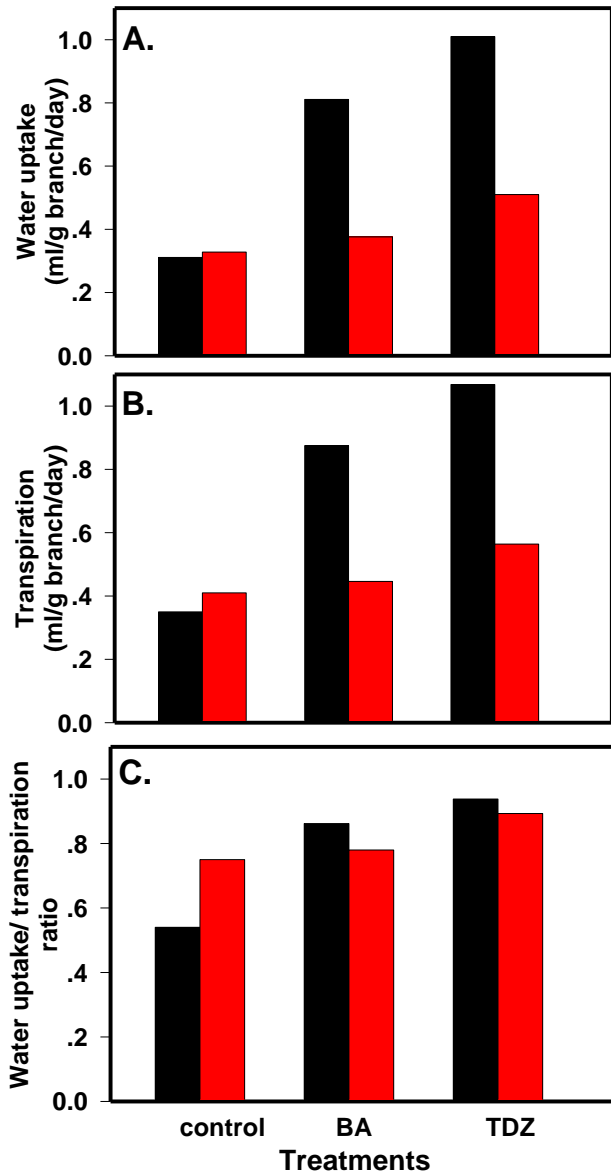 A.
1.0
.8
.6
.4
.2
0.0
Water uptake
(ml/g branch/day)
B.
1.0
.8
.6
.4
.2
0.0
Transpiration
(ml/g branch/day)
C.
1.0
.8
.6
.4
.2
0.0
Water uptake/ transpiration
ratio
control BA TDZ
Treatments